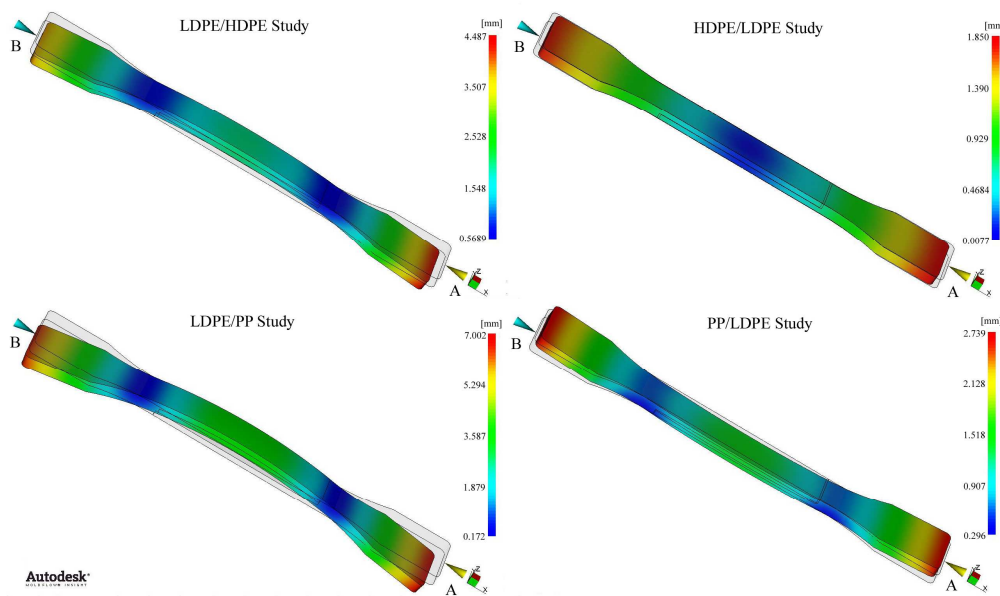 LDPE/HDPE Study
[mm]
4.487
3.507
2.528
1.548
0.5689
B
A
z
x
HDPE/LDPE Study
[mm]
1.850
1.390
0.929
0.4684
0.0077
B
A
z
x
LDPE/PP Study
[mm]
7.002
5.294
3.587
1.879
0.172
B
A
z
x
PP/LDPE Study
[mm]
2.739
2.128
1.518
0.907
0.296
B
A
z
x
Autodesk®
MOLDFLOW INSIGHT